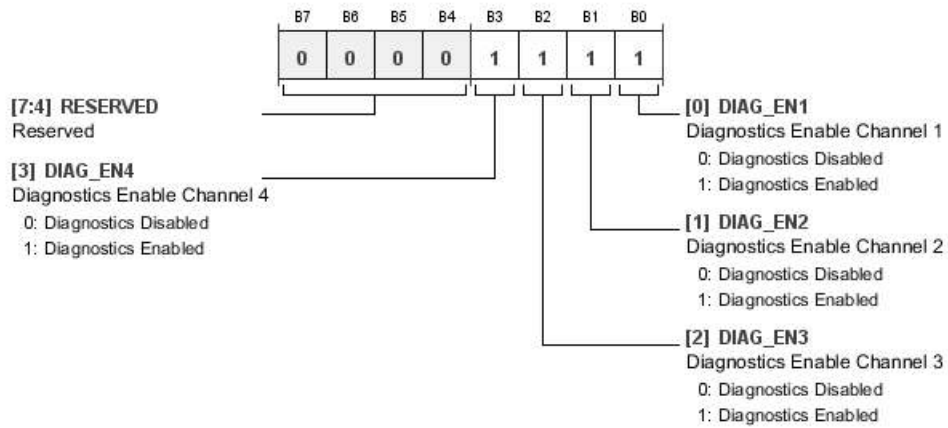 B7 B6 B5 B4 B3 B2 B1 B0
0 0 0 0 1 1 1 1
[7:4] RESERVED
Reserved
[3] DIAG_EN4
Diagnostics Enable Channel 4
0: Diagnostics Disabled
1: Diagnostics Enabled
[0] DIAG_EN1
Diagnostics Enable Channel 1
0: Diagnostics Disabled
1: Diagnostics Enabled
[1] DIAG_EN2
Diagnostics Enable Channel 2
0: Diagnostics Disabled
1: Diagnostics Enabled
[2] DIAG_EN3
Diagnostics Enable Channel 3
0: Diagnostics Disabled
1: Diagnostics Enabled